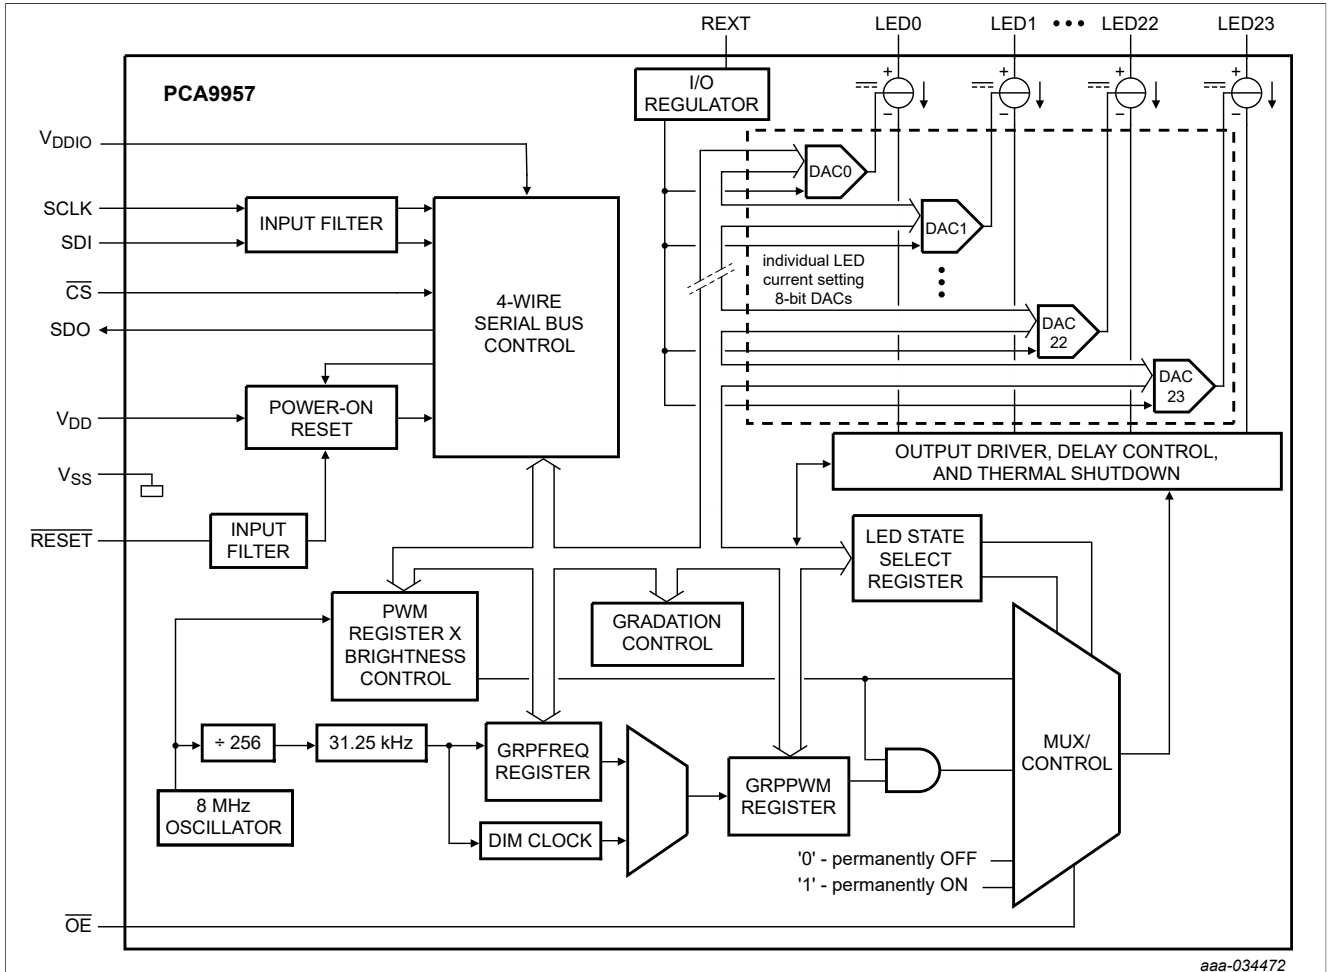 REXT
LED0
LED1
LED22
LED23
PCA9957
I/O
REGULATOR
VDDIO
SCLK
SDI
CS
SDO
VDD
VSS
RESET
OE
INPUT FILTER
4-WIRE
SERIAL BUS
CONTROL
POWER-ON
RESET
INPUT
FILTER
+
−
+
−
+
−
+
−
DAC0
DAC1
individual LED
current setting
8-bit DACs
DAC
22
DAC
23
OUTPUT DRIVER, DELAY CONTROL,
AND THERMAL SHUTDOWN
LED STATE
SELECT
REGISTER
PWM
REGISTER X
BRIGHTNESS
CONTROL
GRADATION
CONTROL
÷ 256
31.25 kHz
GRPFREQ
REGISTER
8 MHz
OSCILLATOR
DIM CLOCK
GRPPWM
REGISTER
MUX/
CONTROL
'0' - permanently OFF
'1' - permanently ON
aaa-034472